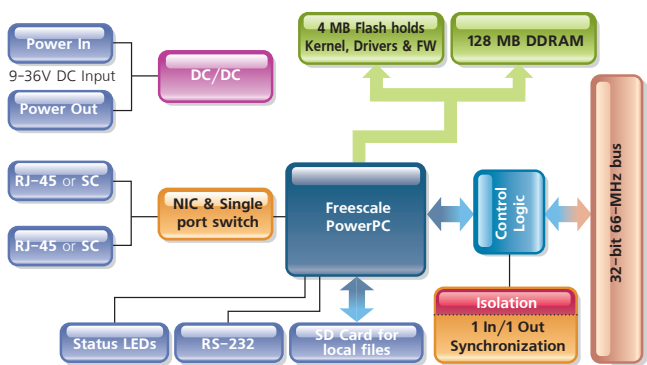 Power In
9-36V DC Input
Power Out
DC/DC
4 MB Flash holds
Kernel, Drivers & FW
128 MB DDRAM
RJ-45 or SC
RJ-45 or SC
NIC & Single
port switch
Freescale
PowerPC
Control
Logic
32-bit 66-MHz bus
Isolation
1 In/1 Out
Synchronization
Status LEDs
RS-232
SD Card for
local files